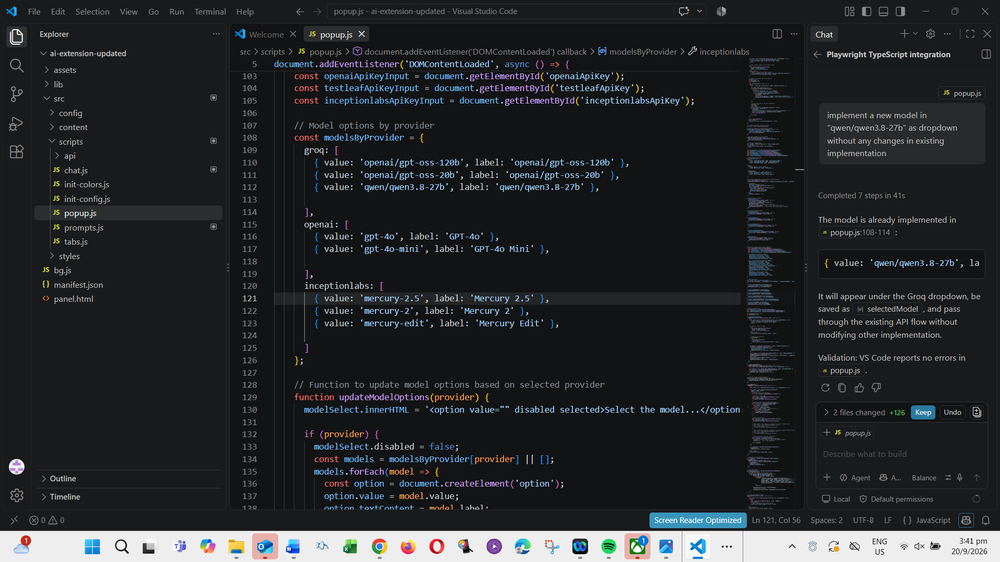 File Edit Selection View Go Run Terminal Help
popup.js - ai-extension-updated - Visual Studio Code
Explorer
ai-extension-updated
assets
lib
src
config
content
scripts
api
JS chat.js
JS init-colors.js
JS init-config.js
JS popup.js
JS prompts.js
JS tabs.js
styles
JS bg.js
{} manifest.json
<> panel.html
Outline
Timeline
Welcome
JS popup.js
src > scripts > JS popup.js > document.addEventListener('DOMContentLoaded') callback > modelsByProvider > inceptionlabs
5 document.addEventListener('DOMContentLoaded', async () => {
103 const openaiApiKeyInput = document.getElementById('openaiApiKey');
104 const testleafApiKeyInput = document.getElementById('testleafApiKey');
105 const inceptionlabsApiKeyInput = document.getElementById('inceptionlabsApiKey');
106
107 // Model options by provider
108 const modelsByProvider = {
109 groq: [
110 { value: 'openai/gpt-oss-120b', label: 'openai/gpt-oss-120b' },
111 { value: 'openai/gpt-oss-20b', label: 'openai/gpt-oss-20b' },
112 { value: 'qwen/qwen3.8-27b', label: 'qwen/qwen3.8-27b' },
113
114 ],
115 openai: [
116 { value: 'gpt-4o', label: 'GPT-4o' },
117 { value: 'gpt-4o-mini', label: 'GPT-4o Mini' },
118
119 ],
120 inceptionlabs: [
121 { value: 'mercury-2.5', label: 'Mercury 2.5' },
122 { value: 'mercury-2', label: 'Mercury 2' },
123 { value: 'mercury-edit', label: 'Mercury Edit' },
124
125 ]
126 };
127
128 // Function to update model options based on selected provider
129 function updateModelOptions(provider) {
130 modelSelect.innerHTML = '<option value="" disabled selected>Select the model...</option
131
132 if (provider) {
133 modelSelect.disabled = false;
134 const models = modelsByProvider[provider] || [];
135 models.forEach(model => {
136 const option = document.createElement('option');
137 option.value = model.value;
138 option.textContent = model.label;
Chat
Playwright TypeScript integration
JS popup.js
implement a new model in
"qwen/qwen3.8-27b" as dropdown
without any changes in existing
implementation
Completed 7 steps in 41s
The model is already implemented in
JS popup.js:108-114 :
{ value: 'qwen/qwen3.8-27b', la
It will appear under the Groq dropdown, be
saved as selectedModel , and pass
through the existing API flow without
modifying other implementation.
Validation: VS Code reports no errors in
JS popup.js .
2 files changed +126 Keep Undo
JS popup.js
Describe what to build
Agent A... Balance
Local Default permissions
0 0
Screen Reader Optimized Ln 121, Col 56 Spaces: 2 UTF-8 LF {} JavaScript
1
1
ENG
US
3:41 pm
20/9/2026